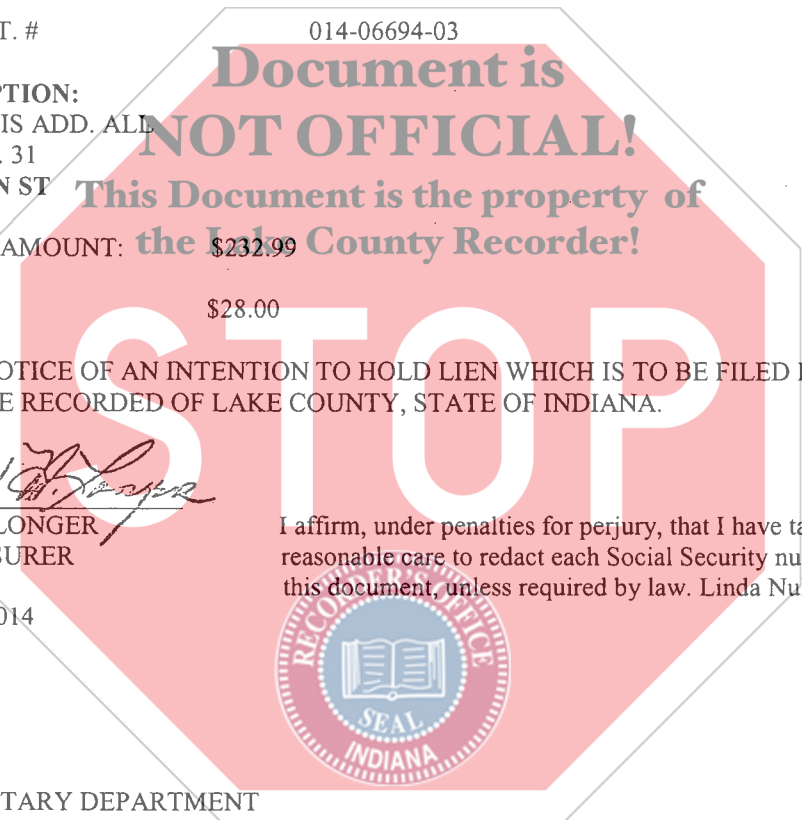 T. # 014-06694-03
Document is
PTION:
IS ADD. ALL
NOT OFFICIAL!
. 31
N ST
This Document is the property of
AMOUNT: $232.99
the Lake County Recorder!
$28.00
STOP
OTICE OF AN INTENTION TO HOLD LIEN WHICH IS TO BE FILED I
E RECORDED OF LAKE COUNTY, STATE OF INDIANA.
LONGER
SURER
I affirm, under penalties for perjury, that I have ta
reasonable care to redact each Social Security nu
this document, unless required by law. Linda Nu
014
RECORDER'S OFFICE
SEAL
INDIANA
TARY DEPARTMENT